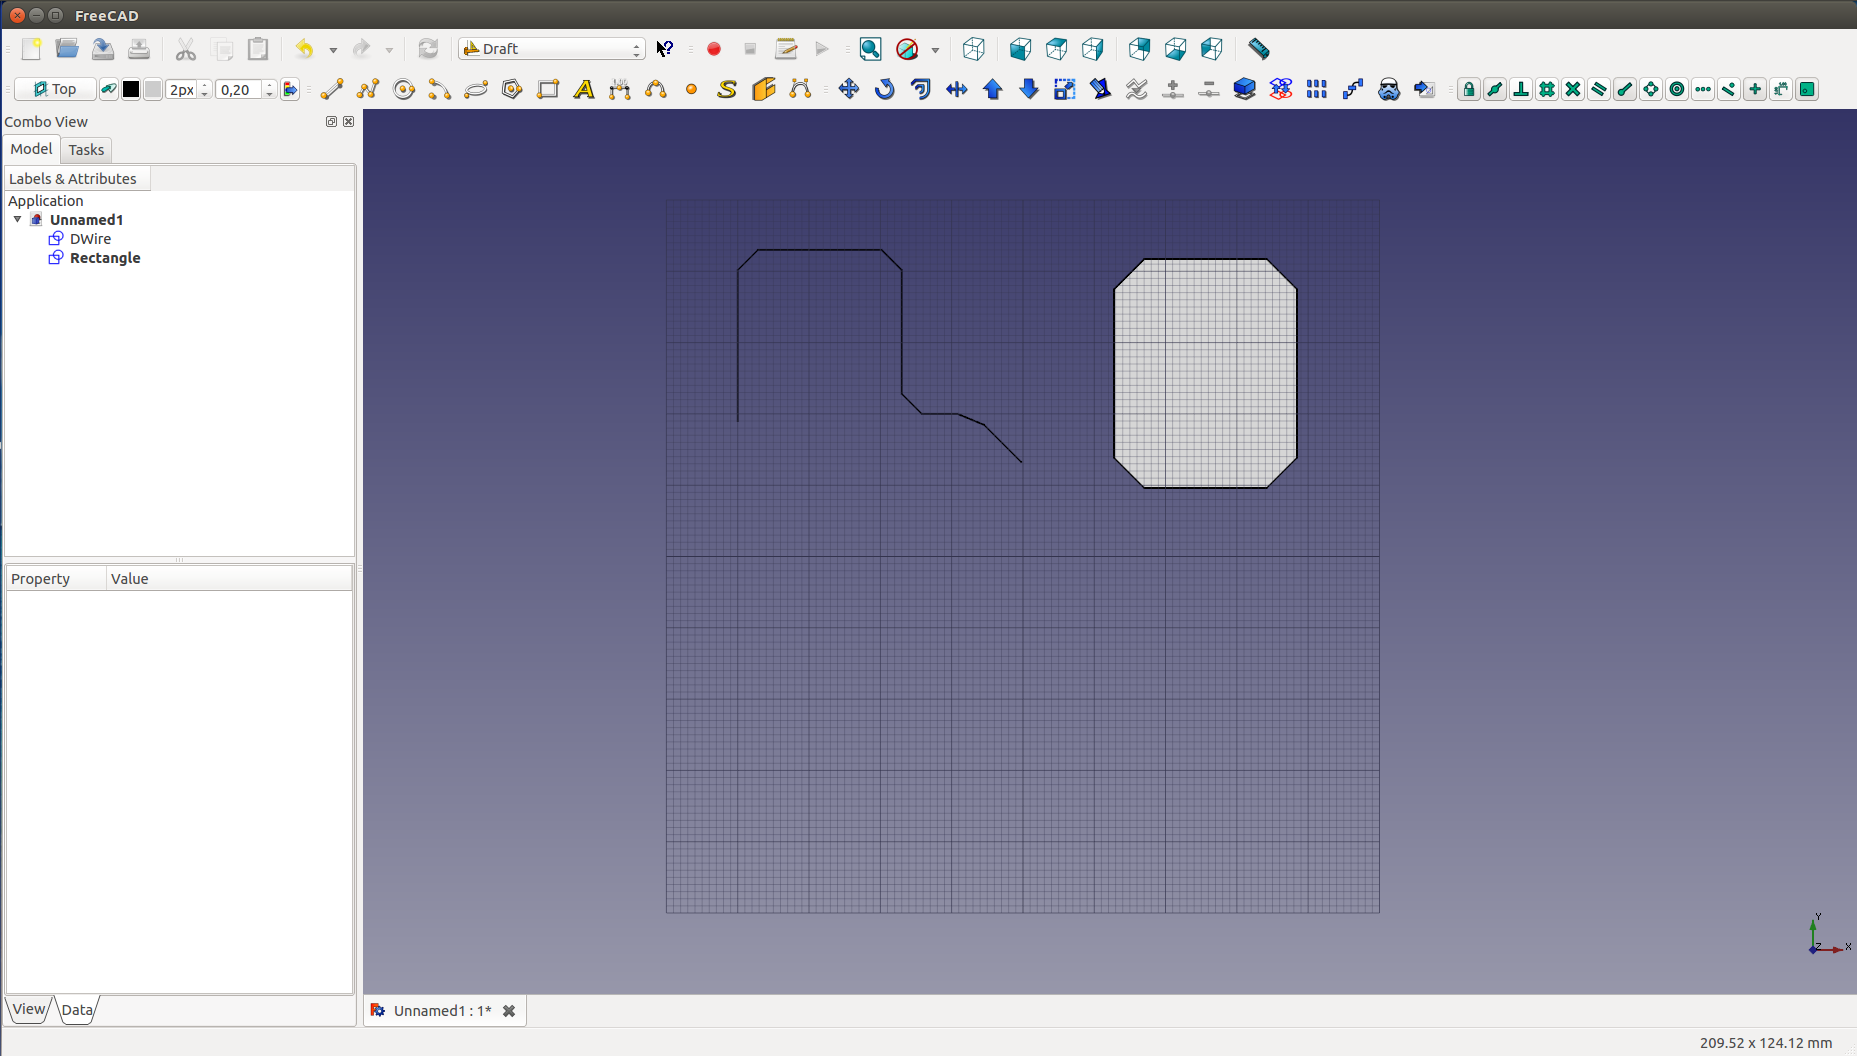 FreeCAD
Draft
Top
2px
0,20
Combo View
Model
Tasks
Labels & Attributes
Application
Unnamed1
DWire
Rectangle
Property
Value
View
Data
Unnamed1 : 1*
Y
Z
X
209.52 x 124.12 mm